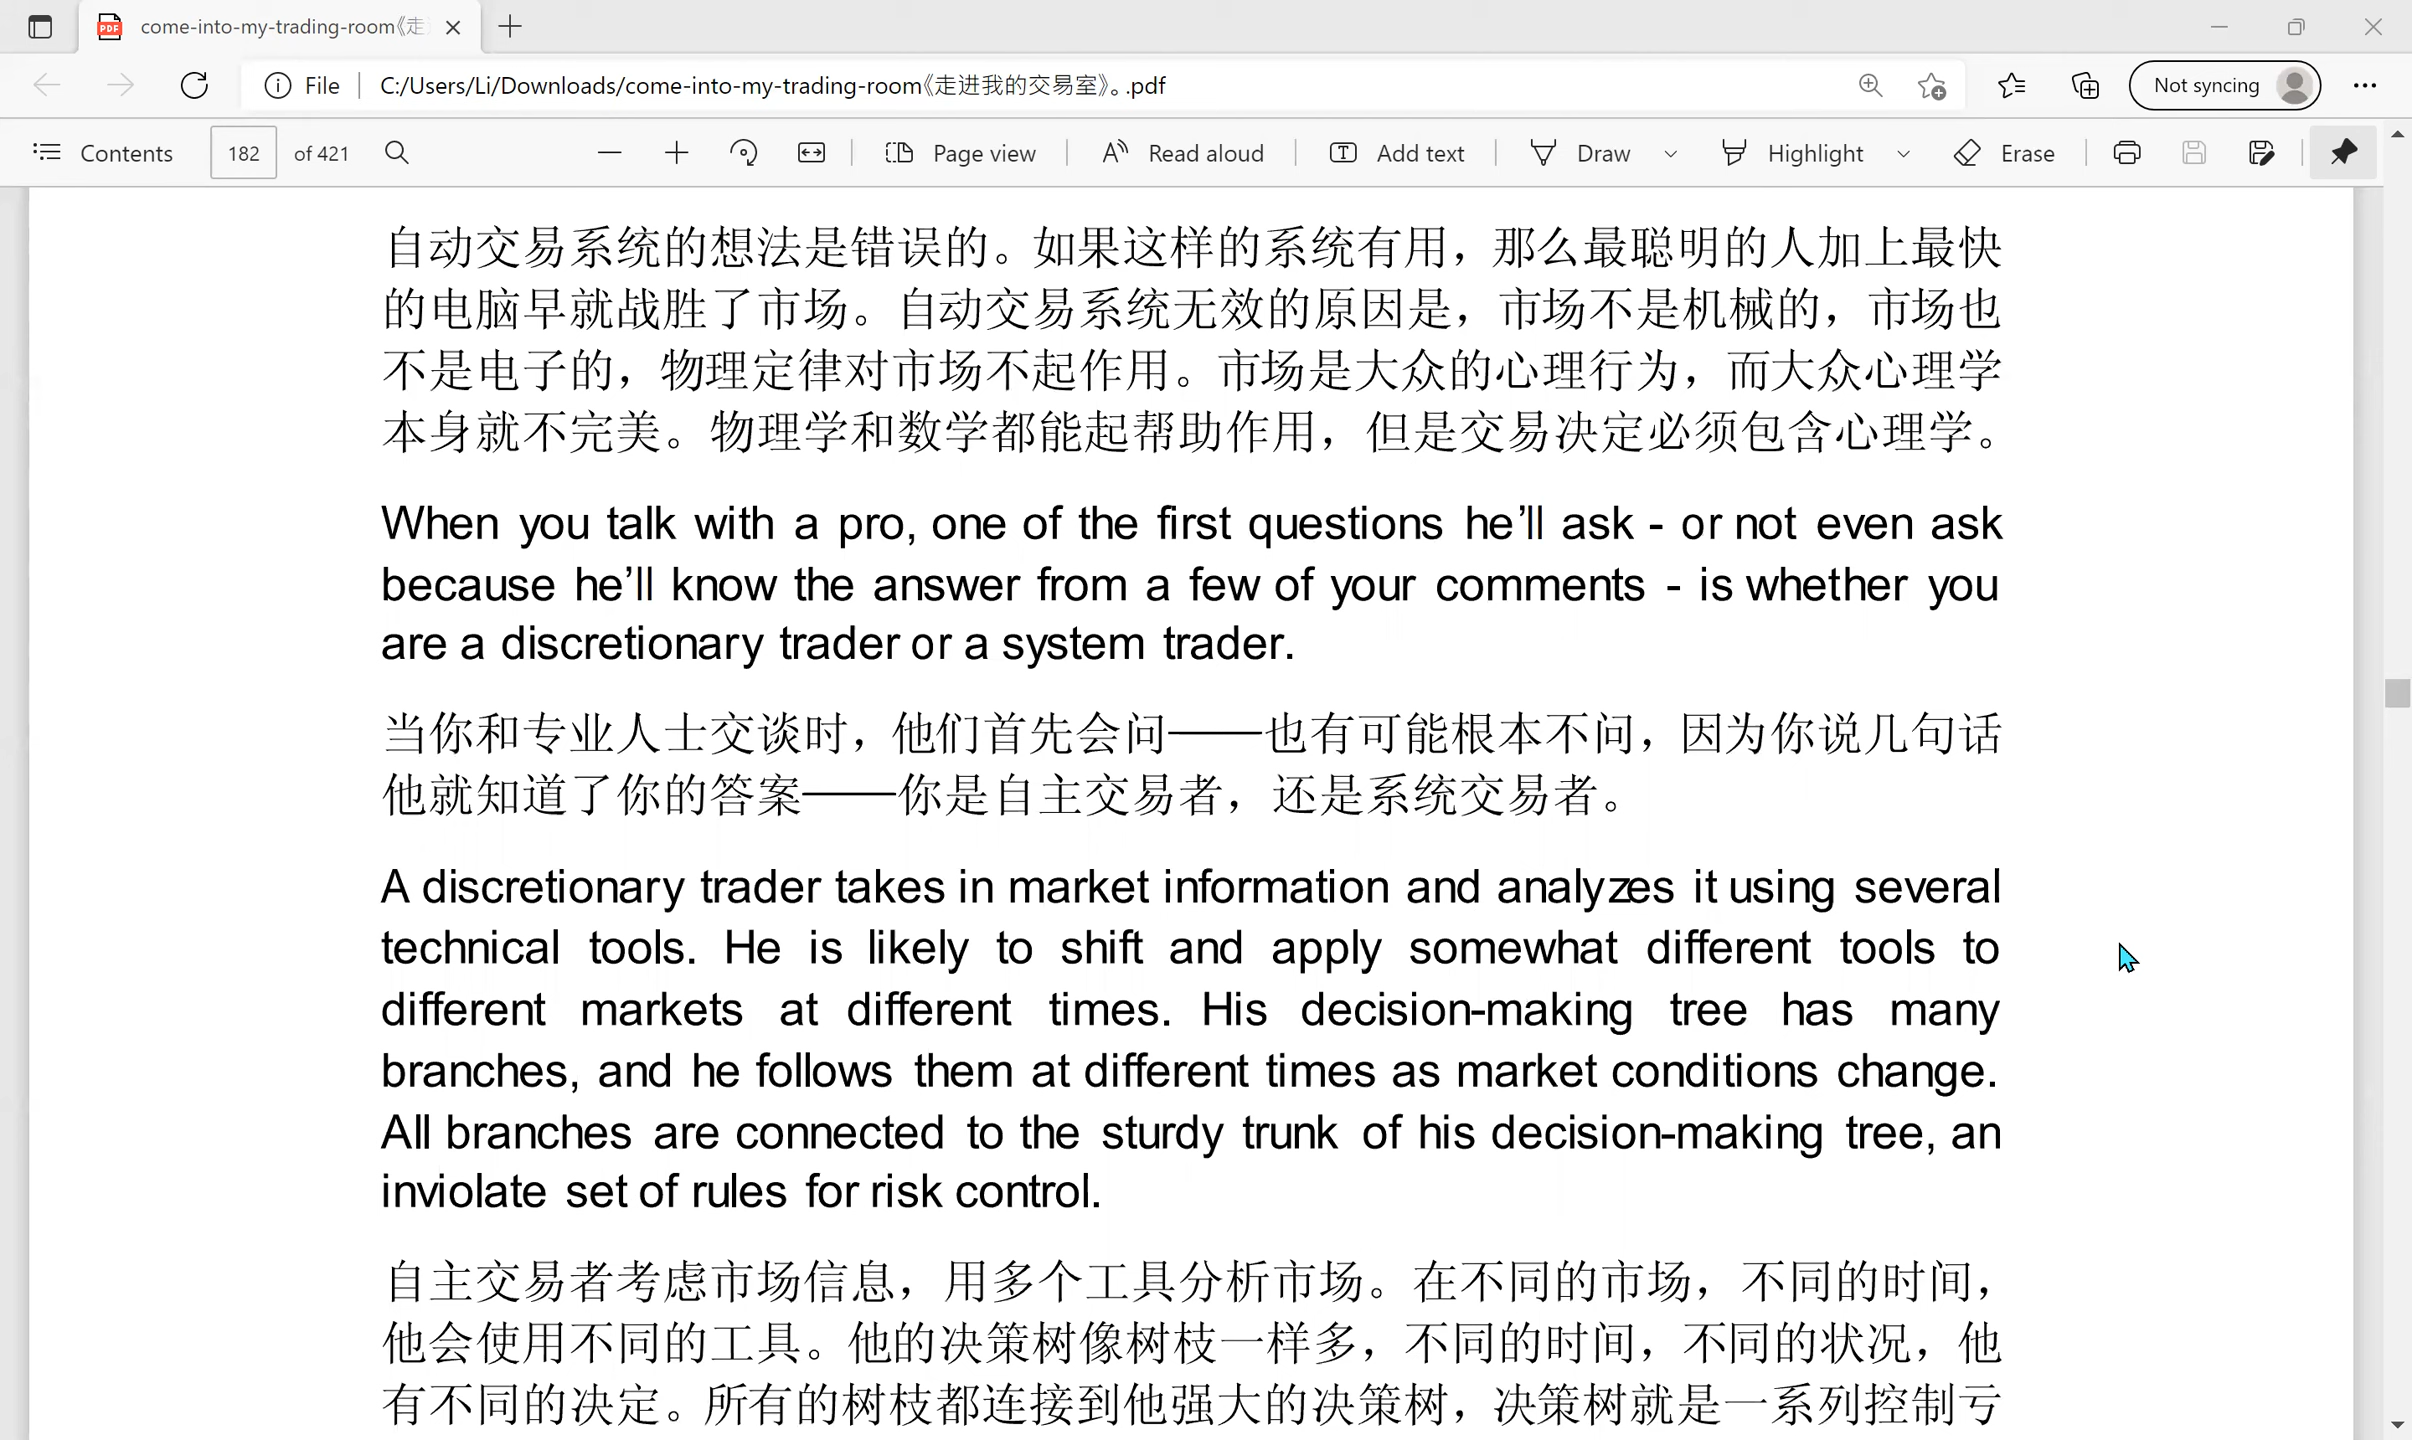 come-into-my-trading-room《走
File
C:/Users/Li/Downloads/come-into-my-trading-room《走进我的交易室》。.pdf
Not syncing
Contents
182 of 421
Page view
Read aloud
Add text
Draw
Highlight
Erase
自动交易系统的想法是错误的。如果这样的系统有用，那么最聪明的人加上最快
的电脑早就战胜了市场。自动交易系统无效的原因是，市场不是机械的，市场也
不是电子的，物理定律对市场不起作用。市场是大众的心理行为，而大众心理学
本身就不完美。物理学和数学都能起帮助作用，但是交易决定必须包含心理学。
When you talk with a pro, one of the first questions he’ll ask - or not even ask
because he’ll know the answer from a few of your comments - is whether you
are a discretionary trader or a system trader.
当你和专业人士交谈时，他们首先会问——也有可能根本不问，因为你说几句话
他就知道了你的答案——你是自主交易者，还是系统交易者。
A discretionary trader takes in market information and analyzes it using several
technical tools. He is likely to shift and apply somewhat different tools to
different markets at different times. His decision-making tree has many
branches, and he follows them at different times as market conditions change.
All branches are connected to the sturdy trunk of his decision-making tree, an
inviolate set of rules for risk control.
自主交易者考虑市场信息，用多个工具分析市场。在不同的市场，不同的时间，
他会使用不同的工具。他的决策树像树枝一样多，不同的时间，不同的状况，他
有不同的决定。所有的树枝都连接到他强大的决策树，决策树就是一系列控制亏